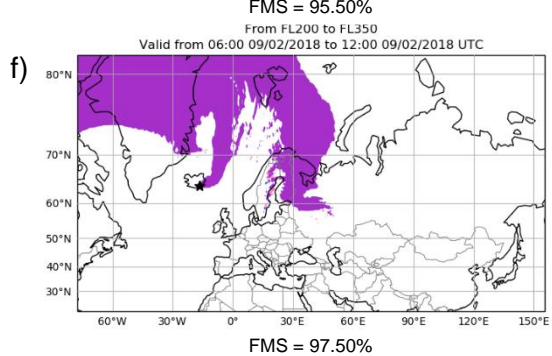 FMS = 95.50%
From FL200 to FL350
Valid from 06:00 09/02/2018 to 12:00 09/02/2018 UTC
f)
80°N
70°N
60°N
50°N
40°N
30°N
60°W 30°W 0° 30°E 60°E 90°E 120°E 150°E
FMS = 97.50%